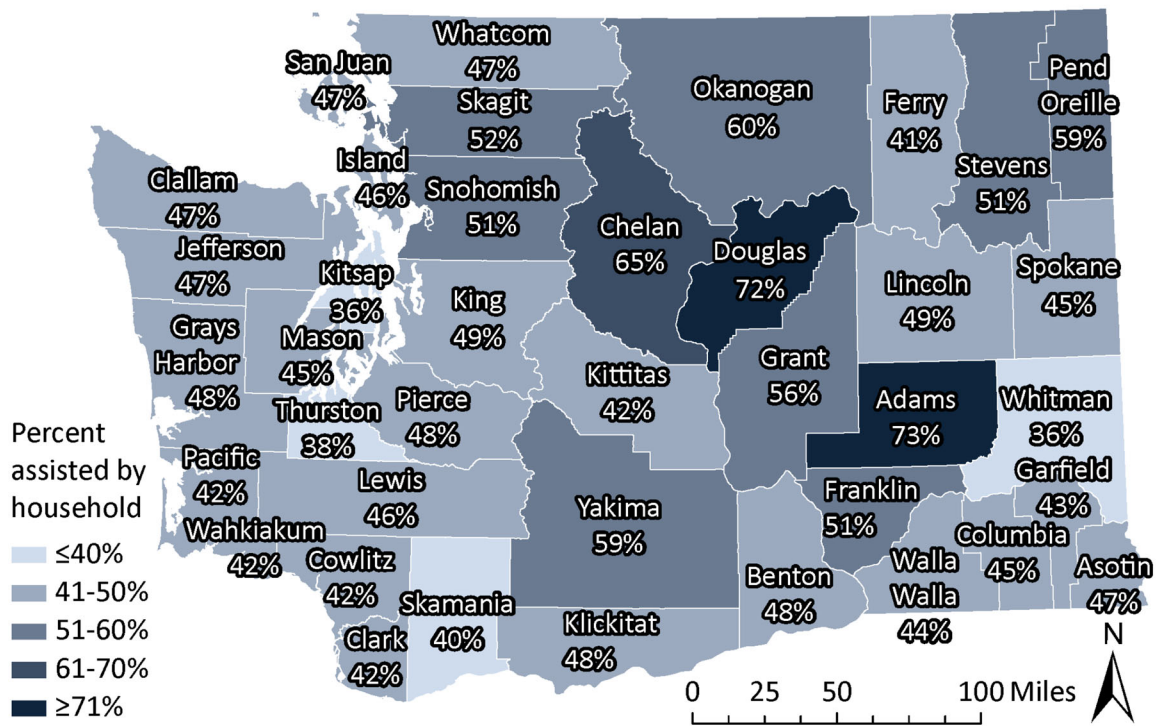 Whatcom
47%
San Juan
47%
Skagit
52%
Okanogan
60%
Ferry
41%
Pend
Oreille
59%
Stevens
51%
Island
46%
Snohomish
51%
Clallam
47%
Jefferson
47%
Kitsap
36%
Chelan
65%
Douglas
72%
Lincoln
49%
Spokane
45%
King
49%
Grays
Harbor
48%
Mason
45%
Grant
56%
Kittitas
42%
Adams
73%
Whitman
36%
Thurston
38%
Pierce
48%
Pacific
42%
Lewis
46%
Yakima
59%
Franklin
51%
Garfield
43%
Wahkiakum
42%
Cowlitz
42%
Columbia
45%
Walla
Walla
44%
Asotin
47%
Benton
48%
Skamania
40%
Klickitat
48%
Clark
42%
Percent
assisted by
household
≤40%
41-50%
51-60%
61-70%
≥71%
N
0 25 50 100 Miles